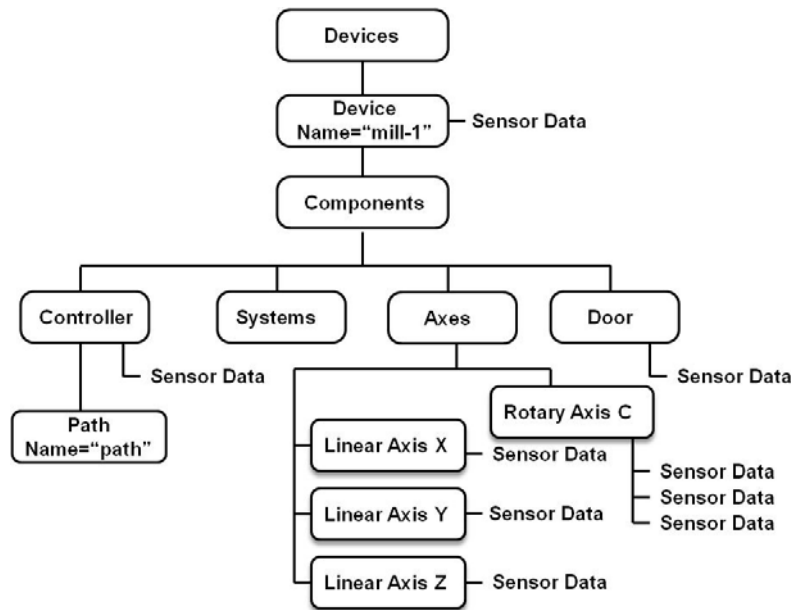 Devices
Device
Name=“mill-1”
Sensor Data
Components
Controller
Systems
Axes
Door
Sensor Data
Sensor Data
Path
Name=“path”
Rotary Axis C
Linear Axis X
Sensor Data
Sensor Data
Sensor Data
Sensor Data
Linear Axis Y
Sensor Data
Linear Axis Z
Sensor Data